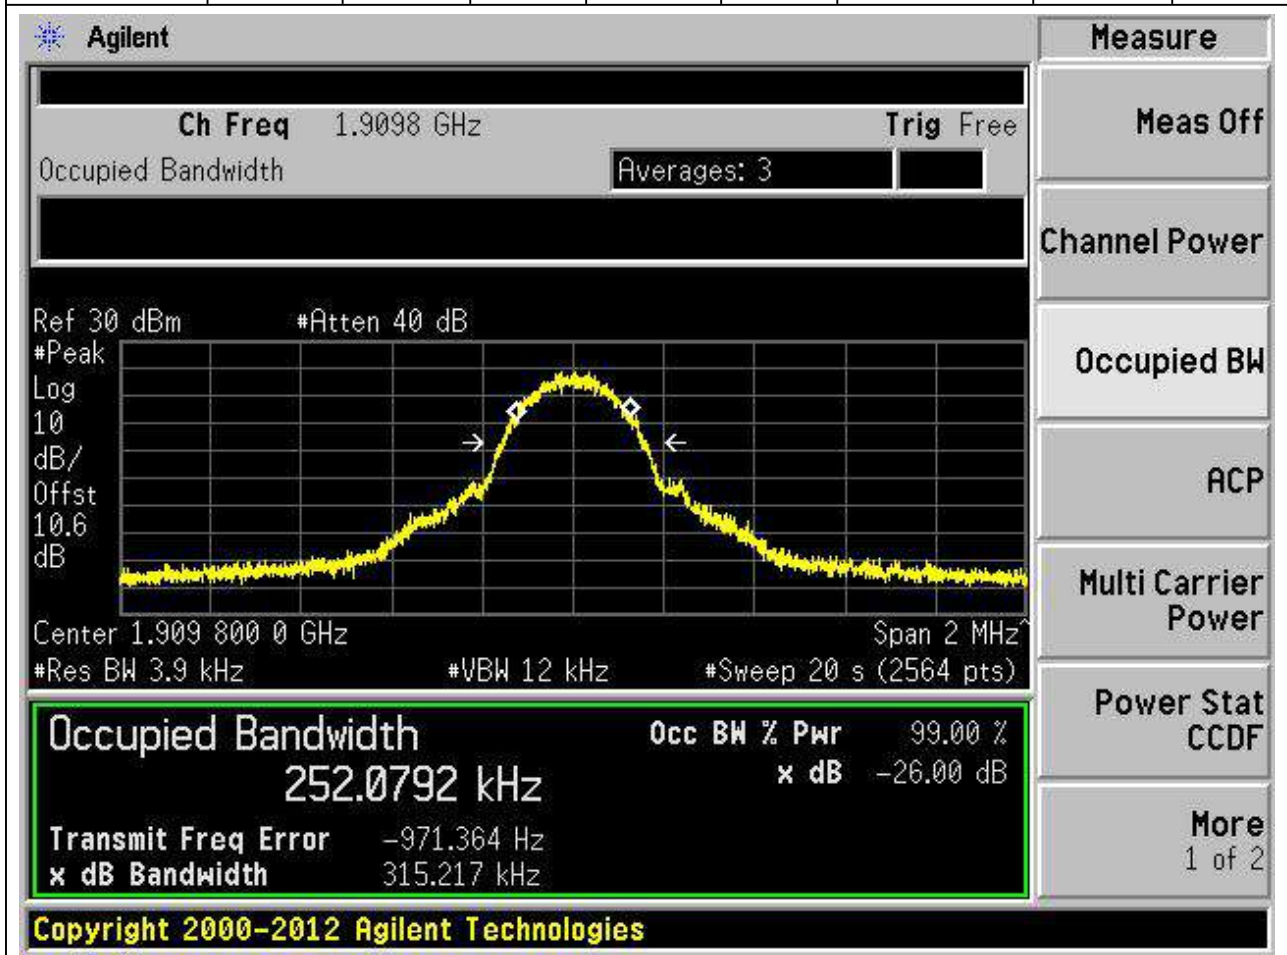 Agilent
Measure
Ch Freq 1.9098 GHz Trig Free
Occupied Bandwidth Averages: 3
Meas Off
Channel Power
Occupied BW
ACP
Multi Carrier
Power
Power Stat
CCDF
More
1 of 2
Ref 30 dBm #Atten 40 dB
#Peak
Log
10
dB/
Offst
10.6
dB
Center 1.909 800 0 GHz Span 2 MHz^
#Res BW 3.9 kHz #VBW 12 kHz #Sweep 20 s (2564 pts)
Occupied Bandwidth Occ BW % Pwr 99.00 %
252.0792 kHz x dB -26.00 dB
Transmit Freq Error -971.364 Hz
x dB Bandwidth 315.217 kHz
Copyright 2000-2012 Agilent Technologies